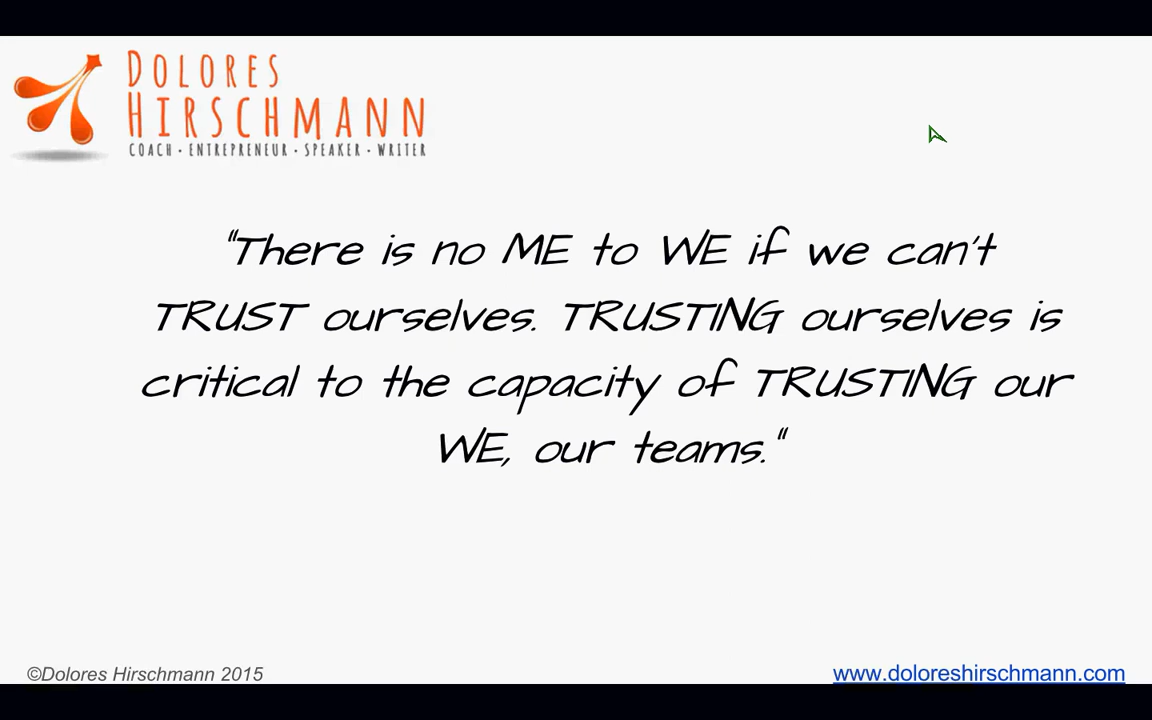 DOLORES
HIRSCHMANN
COACH · ENTREPRENEUR · SPEAKER · WRITER
"There is no ME to WE if we can't
TRUST ourselves. TRUSTING ourselves is
critical to the capacity of TRUSTING our
WE, our teams."
©Dolores Hirschmann 2015
www.doloreshirschmann.com